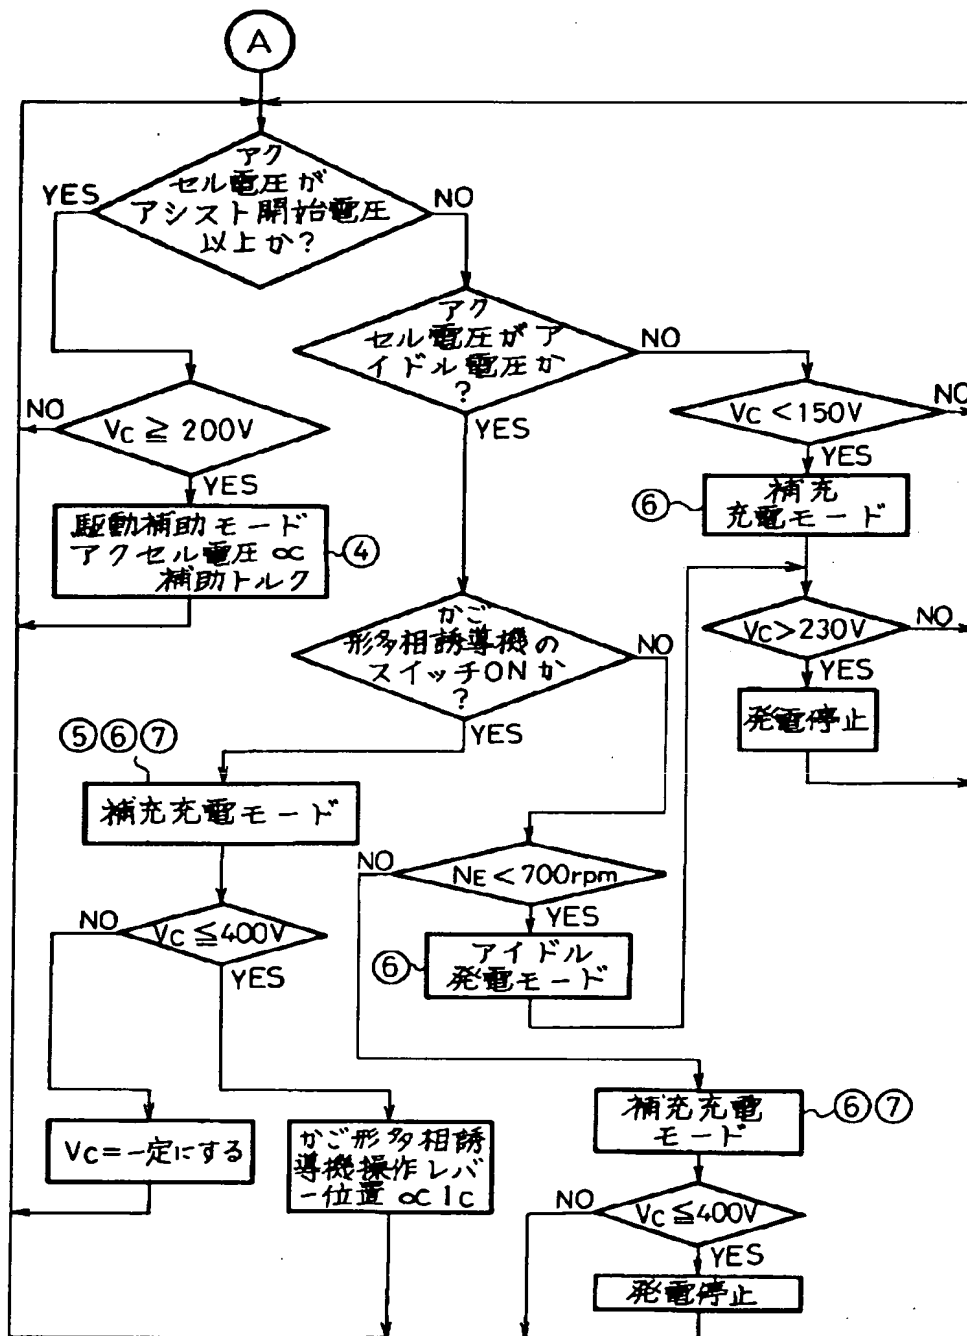 A
アク
セル電圧が
アシスト開始電圧
以上か?
YES
NO
アク
セル電圧がア
イドル電圧か
?
NO
YES
VC ≧ 200V
NO
YES
駆動補助モード
アクセル電圧 ∝
補助トルク
④
VC < 150V
NO
YES
⑥
補充
充電モード
VC > 230V
NO
YES
発電停止
かご
形多相誘導機の
スイッチONか
?
NO
YES
⑤⑥⑦
補充充電モード
NE < 700rpm
NO
YES
⑥
アイドル
発電モード
VC ≦ 400V
NO
YES
VC = 一定にする
かご形多相誘
導機操作レバ
ー位置 ∝ IC
補充充電
モード
⑥⑦
VC ≦ 400V
NO
YES
発電停止